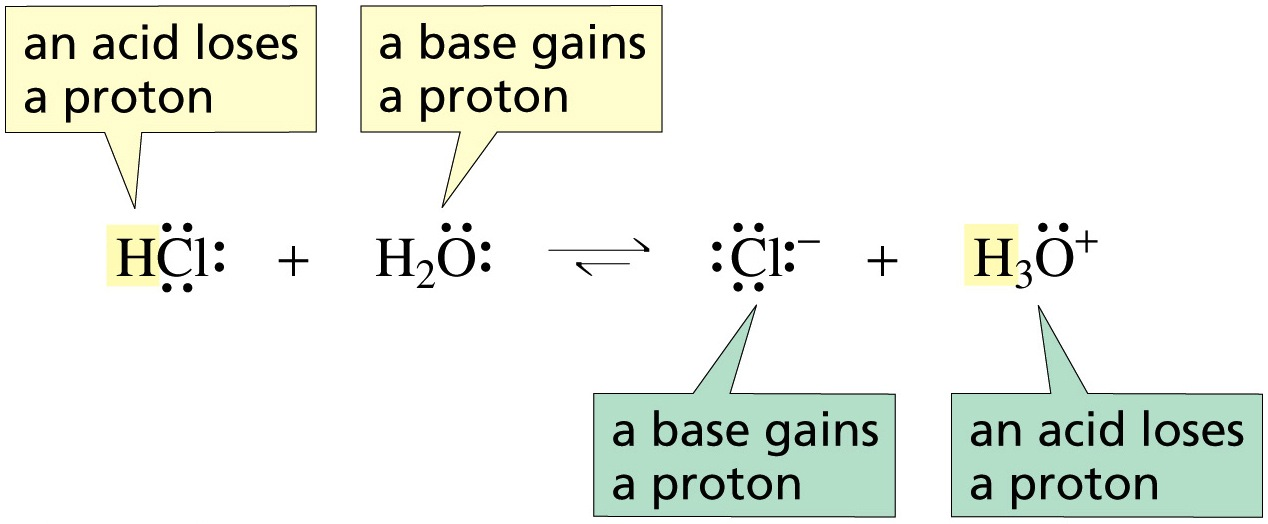 an acid loses
a proton
a base gains
a proton
HCl: + H₂O: ⇌ :Cl:⁻ + H₃O⁺
a base gains
a proton
an acid loses
a proton